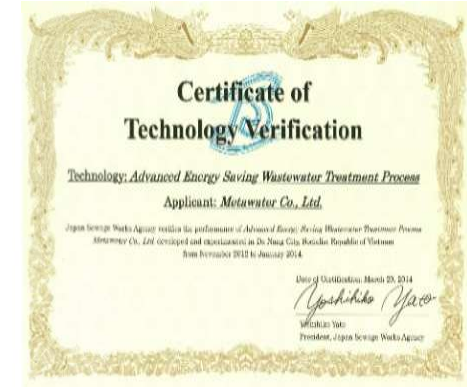 Certificate of
Technology Verification
Technology: Advanced Energy Saving Wastewater Treatment Process
Applicant: Metawater Co., Ltd.
Japan Sewage Works Agency verifies the performance of Advanced Energy Saving Wastewater Treatment Process
Metawater Co., Ltd. developed and experimented in Da Nang City, Socialist Republic of Vietnam
from November 2012 to January 2014.
Date of Certification: March 25, 2014
Yoshihiko Yato
Yoshihiko Yato
President, Japan Sewage Works Agency